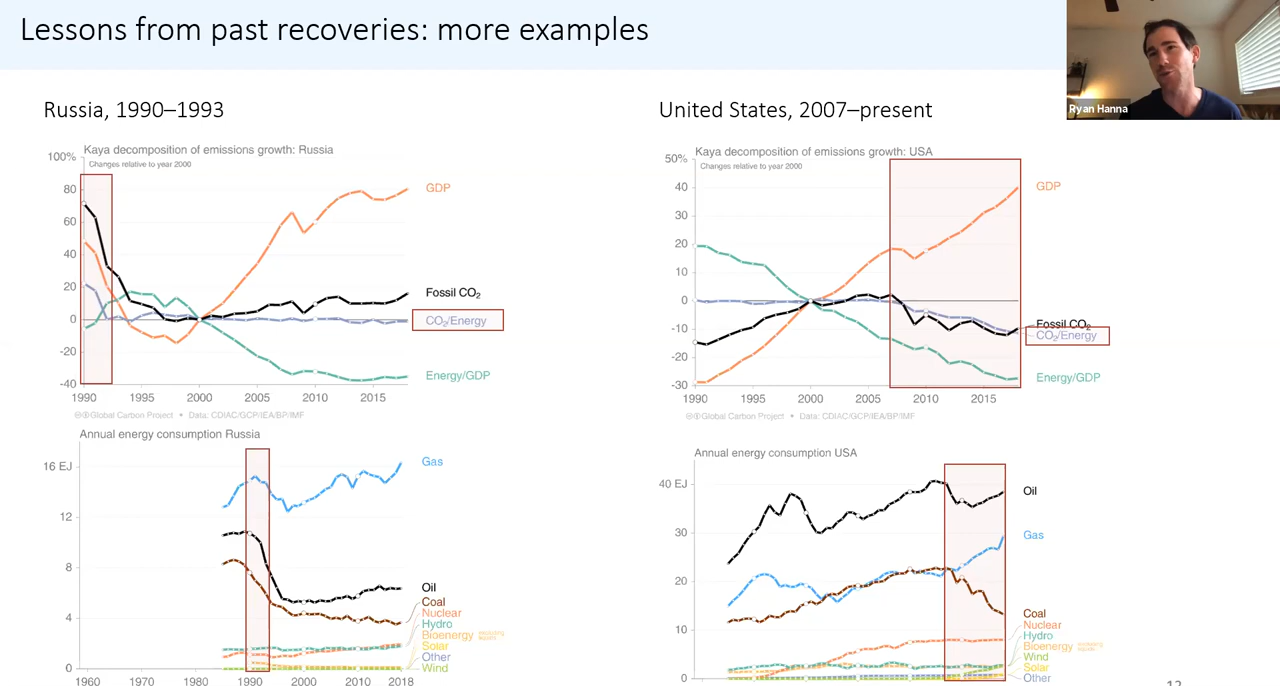 Lessons from past recoveries: more examples
Ryan Hanna
Russia, 1990–1993
Kaya decomposition of emissions growth: Russia
Changes relative to year 2000
100%
80
60
40
20
0
-20
-40
1990
1995
2000
2005
2010
2015
GDP
Fossil CO₂
CO₂/Energy
Energy/GDP
Global Carbon Project • Data: CDIAC/GCP/IEA/BP/IMF
Annual energy consumption Russia
16 EJ
12
8
4
0
1960
1970
1980
1990
2000
2010
2018
Gas
Oil
Coal
Nuclear
Hydro
Bioenergy
Solar
Other
Wind
United States, 2007–present
Kaya decomposition of emissions growth: USA
Changes relative to year 2000
50%
40
30
20
10
0
-10
-20
-30
1990
1995
2000
2005
2010
2015
GDP
Fossil CO₂
CO₂/Energy
Energy/GDP
Global Carbon Project • Data: CDIAC/GCP/IEA/BP/IMF
Annual energy consumption USA
40 EJ
30
20
10
0
Oil
Gas
Coal
Nuclear
Hydro
Bioenergy
Wind
Solar
Other